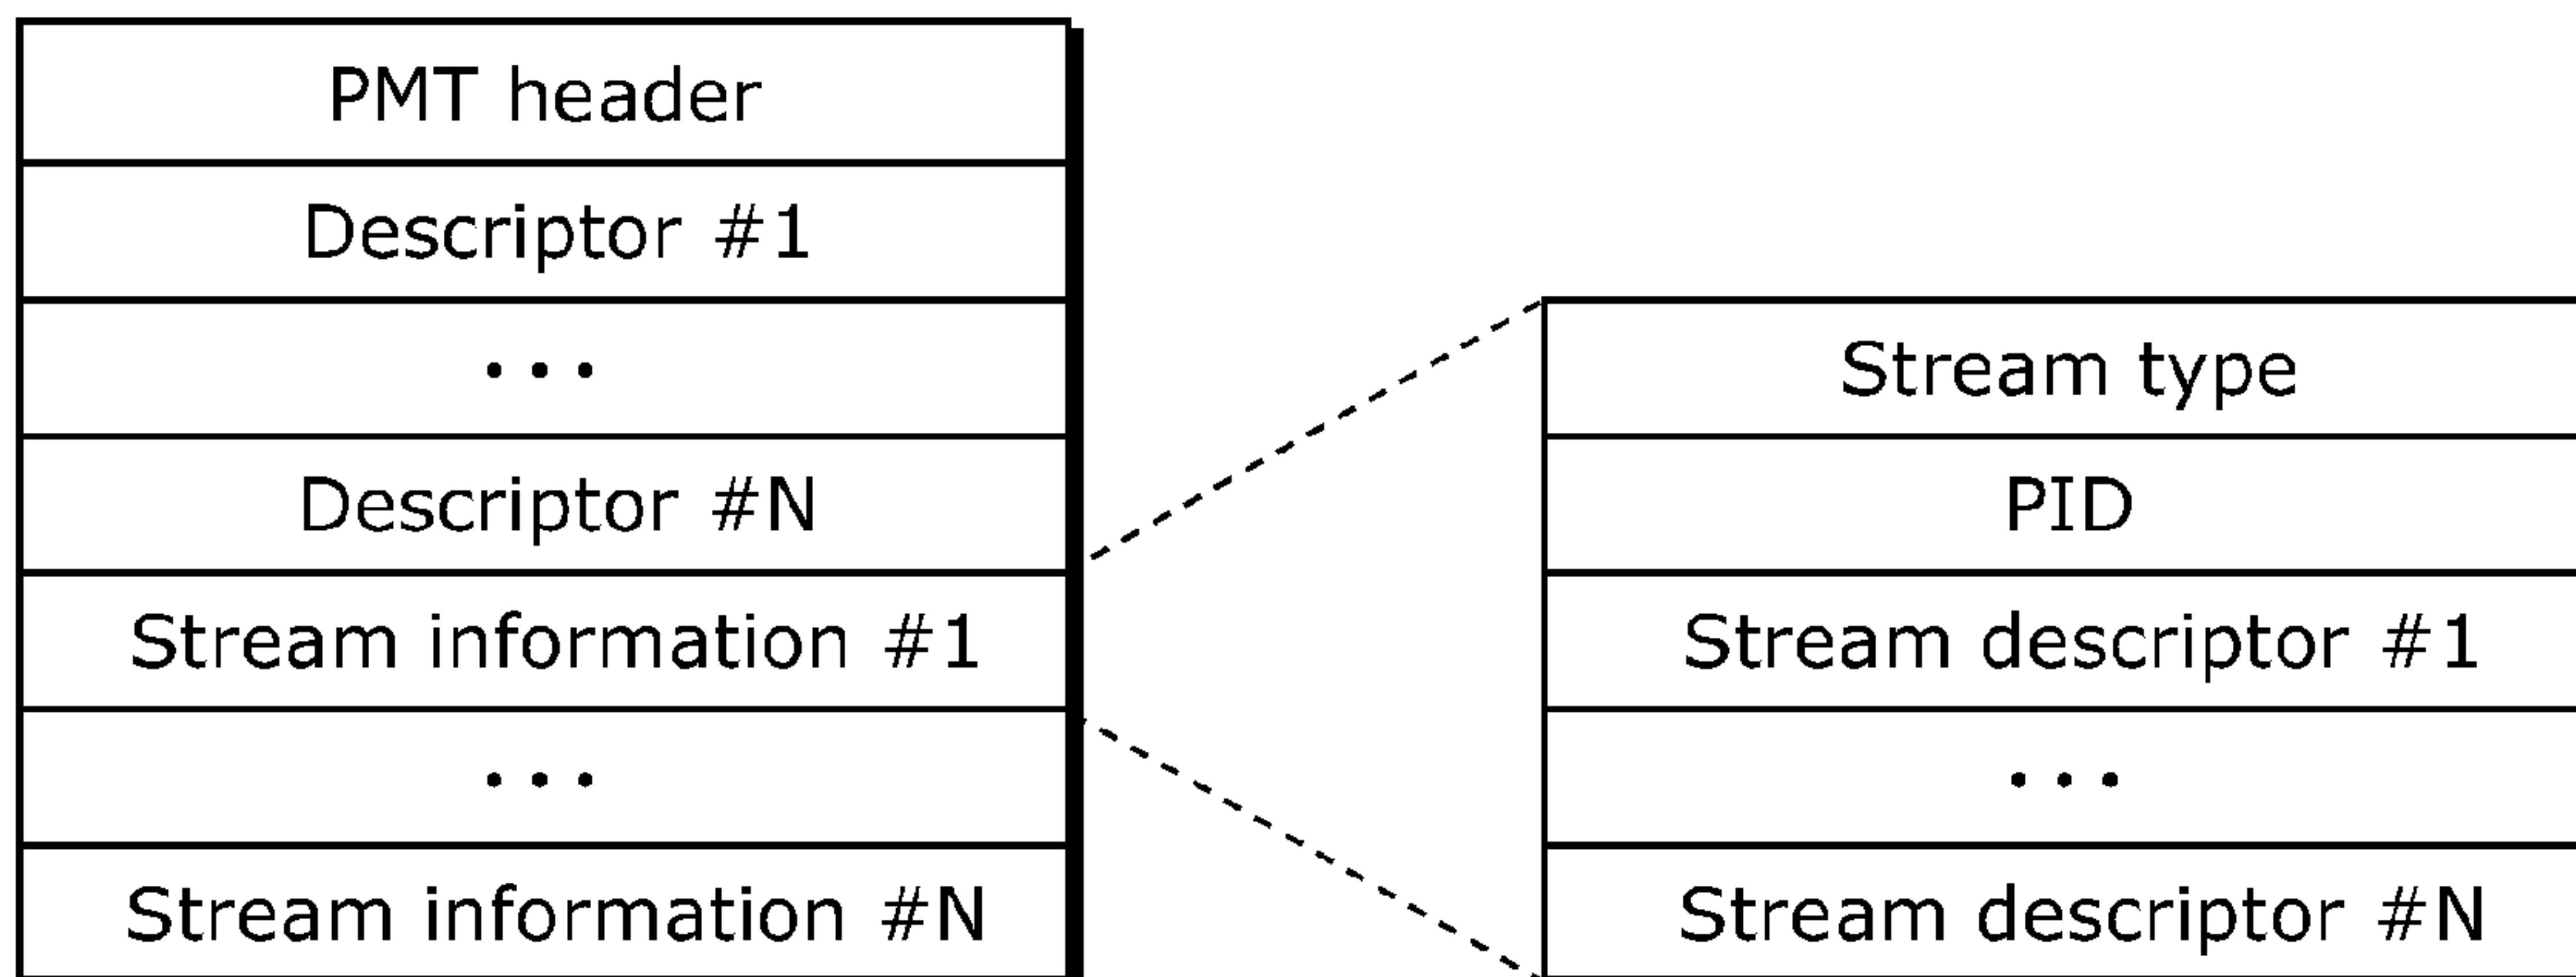 PMT header
Descriptor #1
...
Descriptor #N
Stream information #1
...
Stream information #N
Stream type
PID
Stream descriptor #1
...
Stream descriptor #N